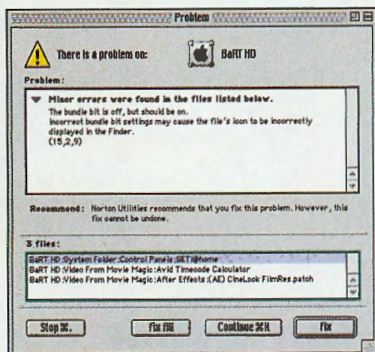 Problem
There is a problem on:
BaRT HD
Problem:
Minor errors were found in the files listed below.
The bundle bit is off, but should be on.
Incorrect bundle bit settings may cause the file's icon to be incorrectly
displayed in the Finder.
(15,2,9)
Recommend: Norton Utilities recommends that you fix this problem. However, this
fix cannot be undone.
3 files:
BaRT HD:System Folder:Control Panels:SETI@home
BaRT HD:Video From Movie Magic:Avid Timecode Calculator
BaRT HD:Video From Movie Magic:After Effects:(AE) CineLook FilmRes.patch
Stop ⌘.
Fix All
Continue ⌘K
Fix